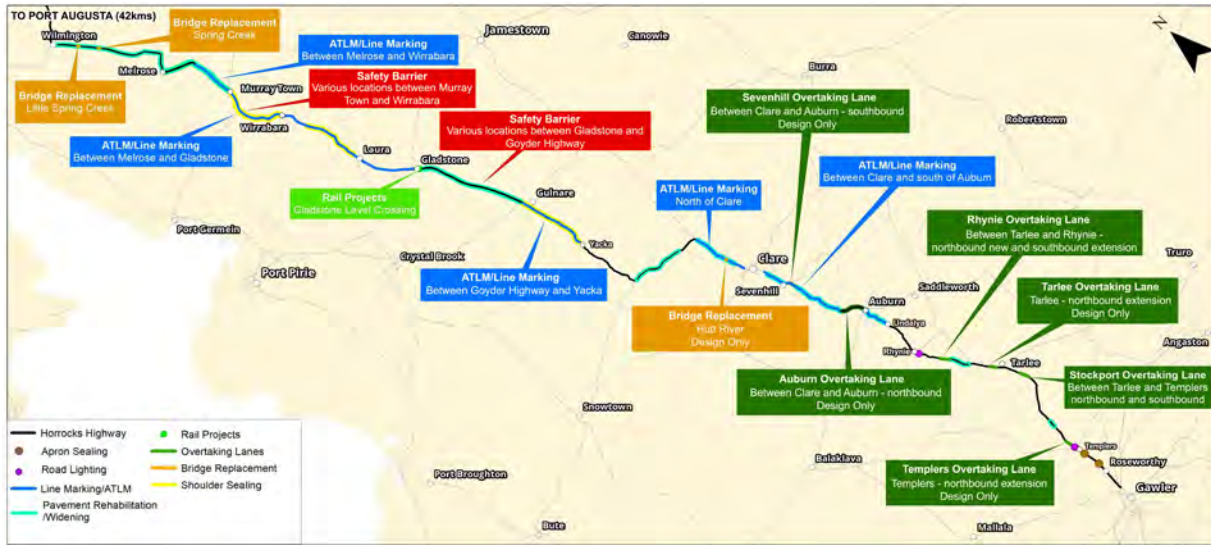 TO PORT AUGUSTA (42kms)
Wilmington
Bridge Replacement
Spring Creek
Jamestown
Canowie
N
ATLM/Line Marking
Between Melrose and Wirrabara
Melrose
Burra
Bridge Replacement
Little Spring Creek
Murray Town
Safety Barrier
Various locations between Murray
Town and Wirrabara
Sevenhill Overtaking Lane
Between Clare and Auburn - southbound
Design Only
Robertstown
Wirrabara
Safety Barrier
Various locations between Gladstone and
Goyder Highway
ATLM/Line Marking
Between Melrose and Gladstone
Laura
Gladstone
ATLM/Line Marking
Between Clare and south of Auburn
Rail Projects
Gladstone Level Crossing
Gulnare
ATLM/Line Marking
North of Clare
Rhynie Overtaking Lane
Between Tarlee and Rhynie -
northbound new and southbound extension
Port Germein
Yacka
Truro
Crystal Brook
Port Pirie
Clare
ATLM/Line Marking
Between Goyder Highway and Yacka
Sevenhill
Saddleworth
Tarlee Overtaking Lane
Tarlee - northbound extension
Design Only
Auburn
Bridge Replacement
Hutt River
Design Only
Undalya
Angaston
Rhynie
Tarlee
Auburn Overtaking Lane
Between Clare and Auburn - northbound
Design Only
Stockport Overtaking Lane
Between Tarlee and Templers
northbound and southbound
Snowtown
Horrocks Highway
Apron Sealing
Road Lighting
Line Marking/ATLM
Pavement Rehabilitation
/Widening
Rail Projects
Overtaking Lanes
Bridge Replacement
Shoulder Sealing
Port Broughton
Balaklava
Templers
Roseworthy
Templers Overtaking Lane
Templers - northbound extension
Design Only
Gawler
Bute
Mallala